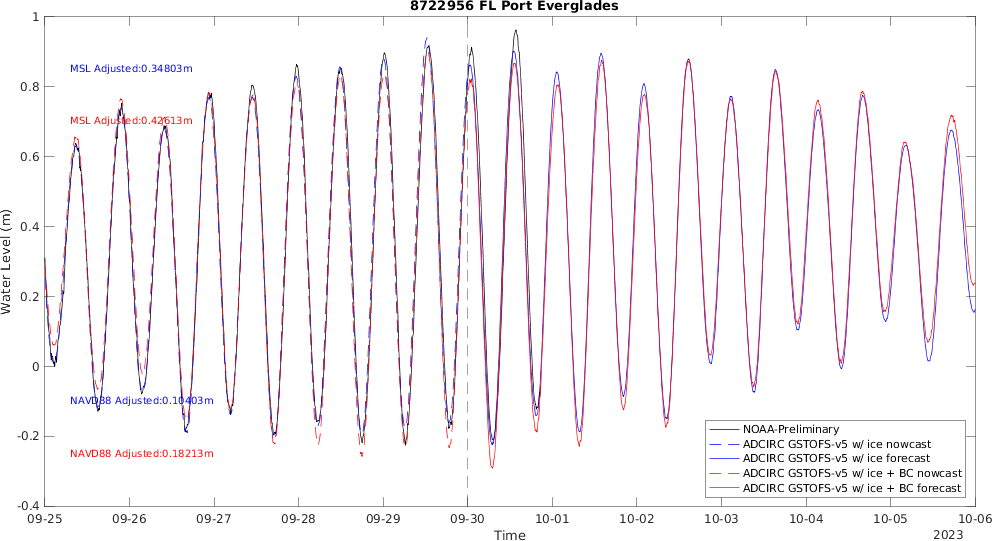 8722956 FL Port Everglades
1
0.8
0.6
0.4
0.2
0
-0.2
-0.4
Water Level (m)
MSL Adjusted:0.34803m
MSL Adjusted:0.42613m
NAVD88 Adjusted:0.10403m
NAVD88 Adjusted:0.18213m
NOAA-Preliminary
ADCIRC GSTOFS-v5 w/ ice nowcast
ADCIRC GSTOFS-v5 w/ ice forecast
ADCIRC GSTOFS-v5 w/ ice + BC nowcast
ADCIRC GSTOFS-v5 w/ ice + BC forecast
09-25 09-26 09-27 09-28 09-29 09-30 10-01 10-02 10-03 10-04 10-05 10-06
Time
2023